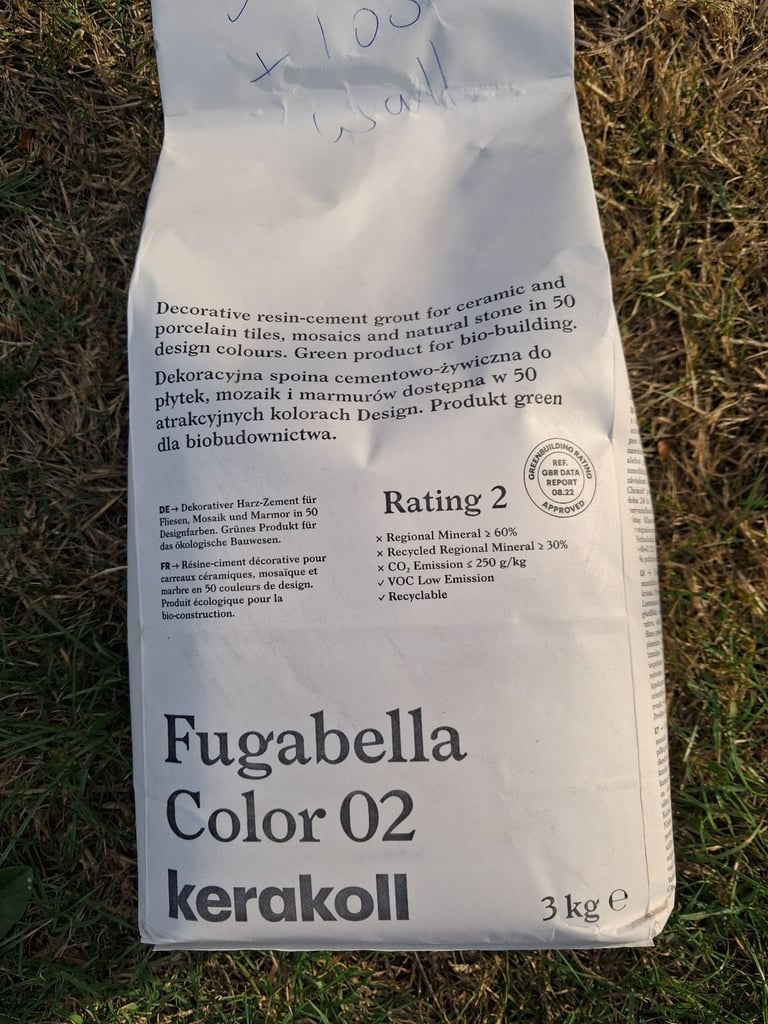 + 10s
wall
Decorative resin-cement grout for ceramic and
porcelain tiles, mosaics and natural stone in 50
design colours. Green product for bio-building.
Dekoracyjna spoina cementowo-żywiczna do
płytek, mozaik i marmurów dostępna w 50
atrakcyjnych kolorach Design. Produkt green
dla biobudownictwa.
DE→ Dekorativer Harz-Zement für
Fliesen, Mosaik und Marmor in 50
Designfarben. Grünes Produkt für
das ökologische Bauwesen.
FR→ Résine-ciment décorative pour
carreaux céramiques, mosaïque et
marbre en 50 couleurs de design.
Produit écologique pour la
bio-construction.
Rating 2
× Regional Mineral ≥ 60%
× Recycled Regional Mineral ≥ 30%
× CO₂ Emission ≤ 250 g/kg
✓ VOC Low Emission
✓ Recyclable
GREENBUILDING RATING
REF.
GBR DATA
REPORT
08.22
APPROVED
Fugabella
Color 02
kerakoll
3 kg ℮